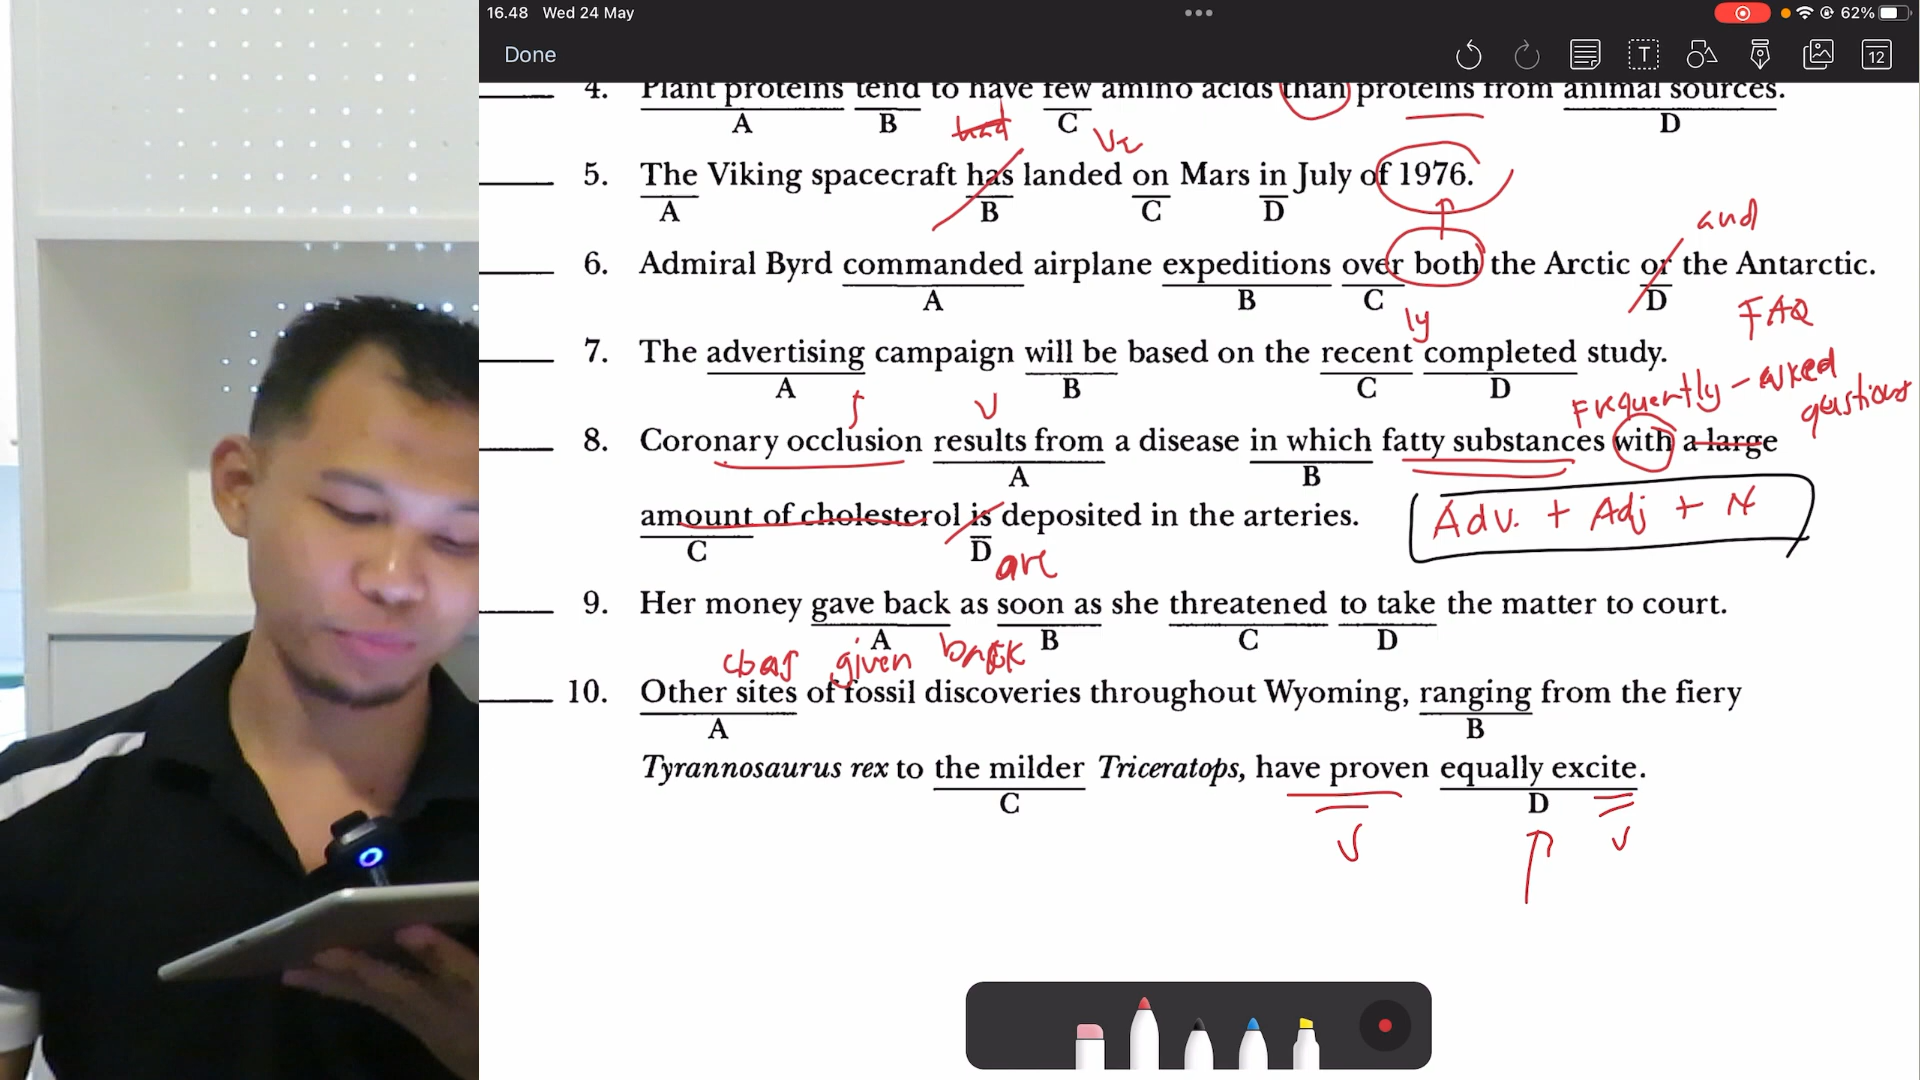 16.48 Wed 24 May
62%
Done
12
4. Plant proteins tend to have few amino acids than proteins from animal sources.
A B C D
had
V2
5. The Viking spacecraft has landed on Mars in July of 1976.
A B C D
and
6. Admiral Byrd commanded airplane expeditions over both the Arctic or the Antarctic.
A B C D
FAQ
ly
7. The advertising campaign will be based on the recent completed study.
A B C D
Frequently-asked
questions
S V
8. Coronary occlusion results from a disease in which fatty substances with a large
A B
amount of cholesterol is deposited in the arteries.
C D
Adv. + Adj + N
are
9. Her money gave back as soon as she threatened to take the matter to court.
A B C D
given back
10. Other sites of fossil discoveries throughout Wyoming, ranging from the fiery
A B
Tyrannosaurus rex to the milder Triceratops, have proven equally excite.
C D
V